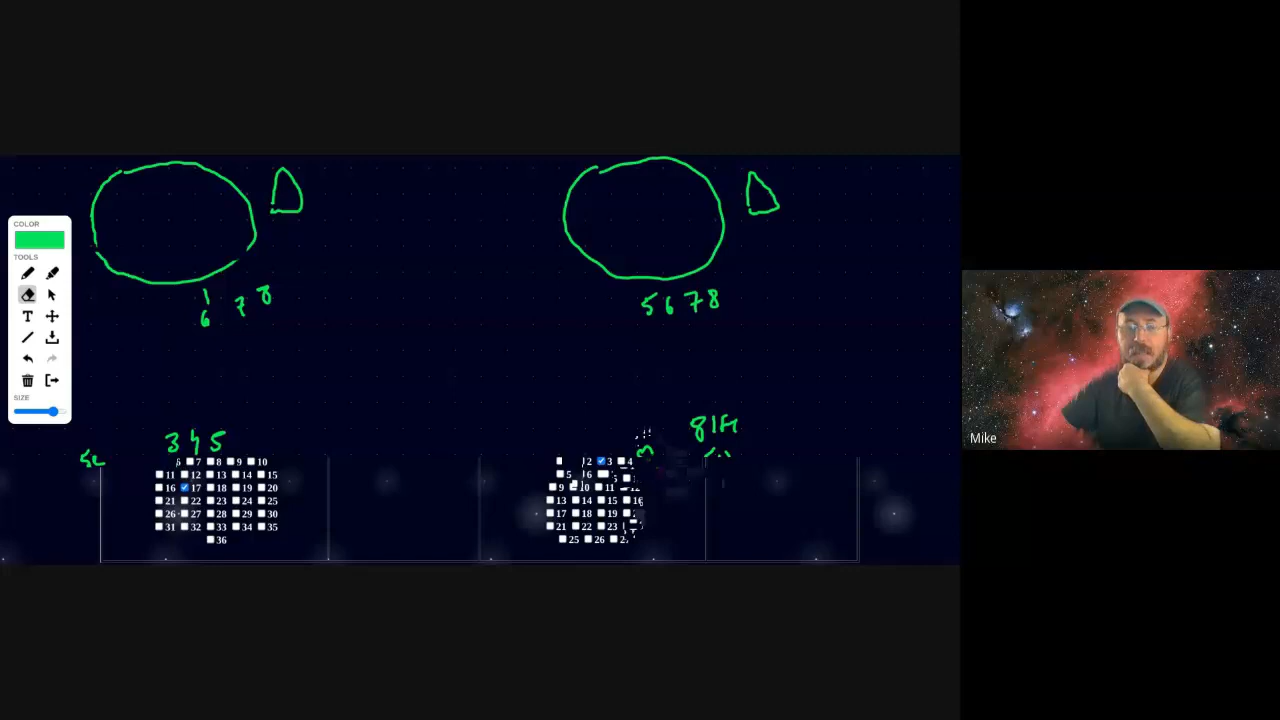 COLOR
TOOLS
T
SIZE
1
6 7 8
5 6 7 8
3 4 5
7 8 9 10
11 12 13 14 15
16 17 18 19 20
21 22 23 24 25
26 27 28 29 30
31 32 33 34 35
36
2 3 4
5 6
9 10 11 12
13 14 15 16
17 18 19
21 22 23
25 26
Mike